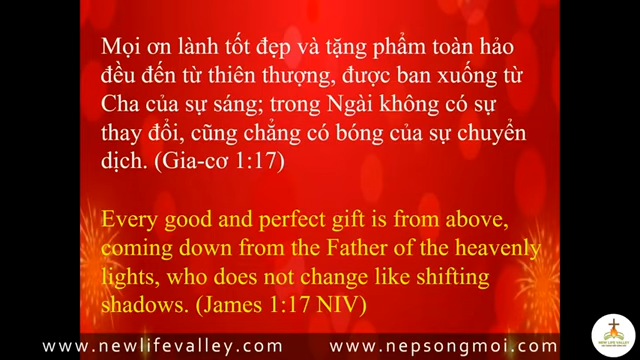 Mọi ơn lành tốt đẹp và tặng phẩm toàn hảo
đều đến từ thiên thượng, được ban xuống từ
Cha của sự sáng; trong Ngài không có sự
thay đổi, cũng chẳng có bóng của sự chuyển
dịch. (Gia-cơ 1:17)
Every good and perfect gift is from above,
coming down from the Father of the heavenly
lights, who does not change like shifting
shadows. (James 1:17 NIV)
www.newlifevalley.com www.nepsongmoi.com
NEW LIFE VALLEY